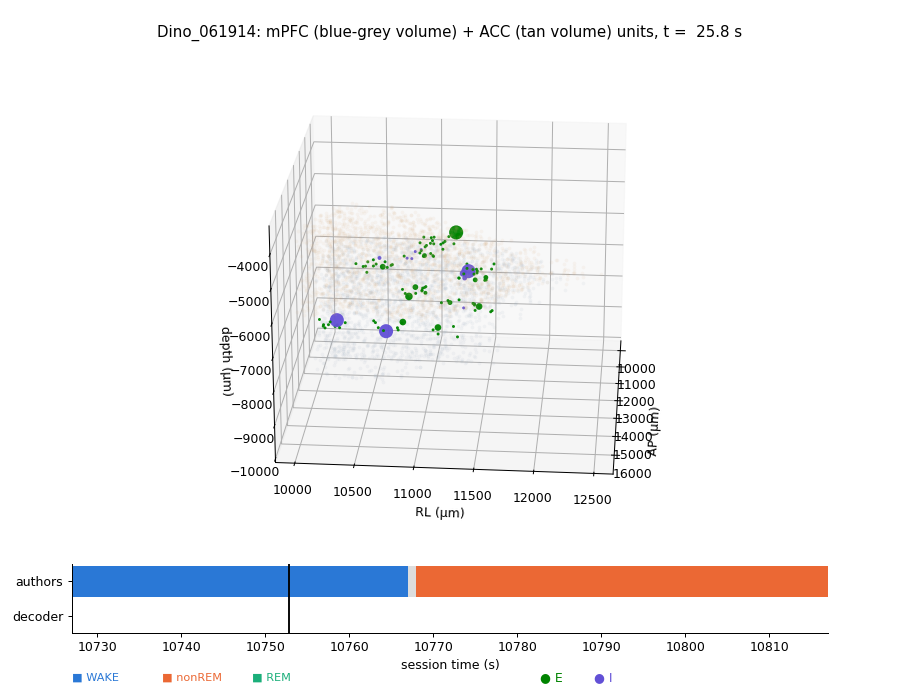 Dino_061914: mPFC (blue-grey volume) + ACC (tan volume) units, t =  25.8 s
−4000
−5000
−6000
−7000
−8000
−9000
−10000
depth (μm)
10000
10500
11000
11500
12000
12500
RL (μm)
10000
11000
12000
13000
14000
15000
16000
AP (μm)
authors
decoder
10730
10740
10750
10760
10770
10780
10790
10800
10810
session time (s)
WAKE
nonREM
REM
E
I